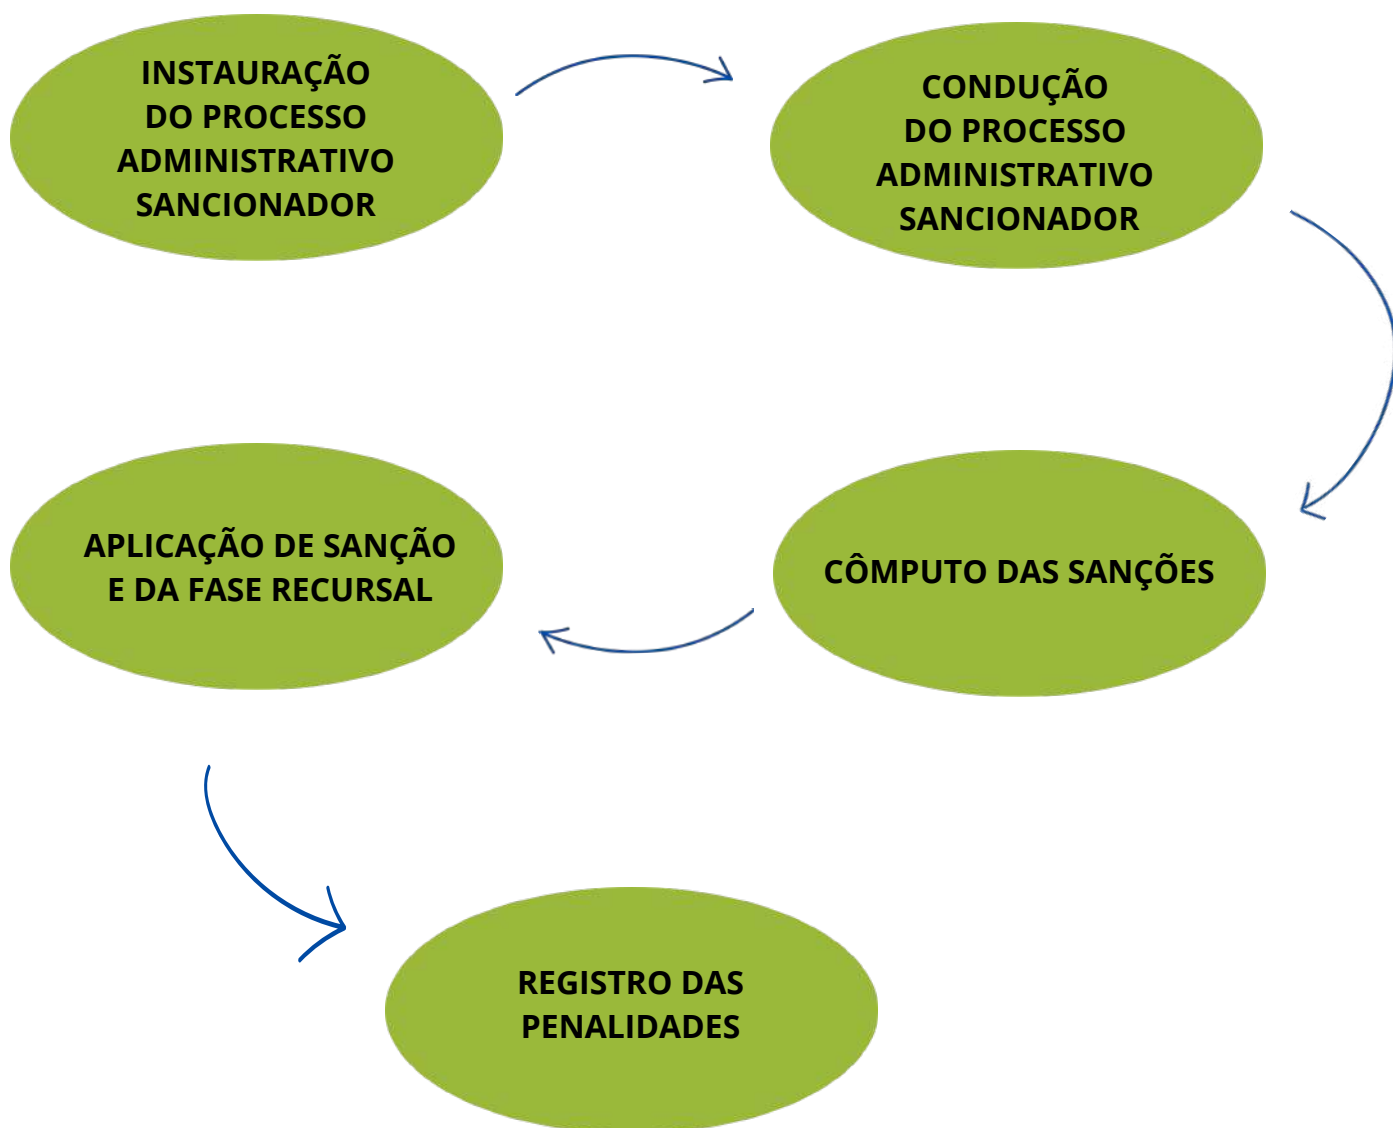 INSTAURAÇÃO
DO PROCESSO
ADMINISTRATIVO
SANCIONADOR
CONDUÇÃO
DO PROCESSO
ADMINISTRATIVO
SANCIONADOR
CÔMPUTO DAS SANÇÕES
APLICAÇÃO DE SANÇÃO
E DA FASE RECURSAL
REGISTRO DAS
PENALIDADES